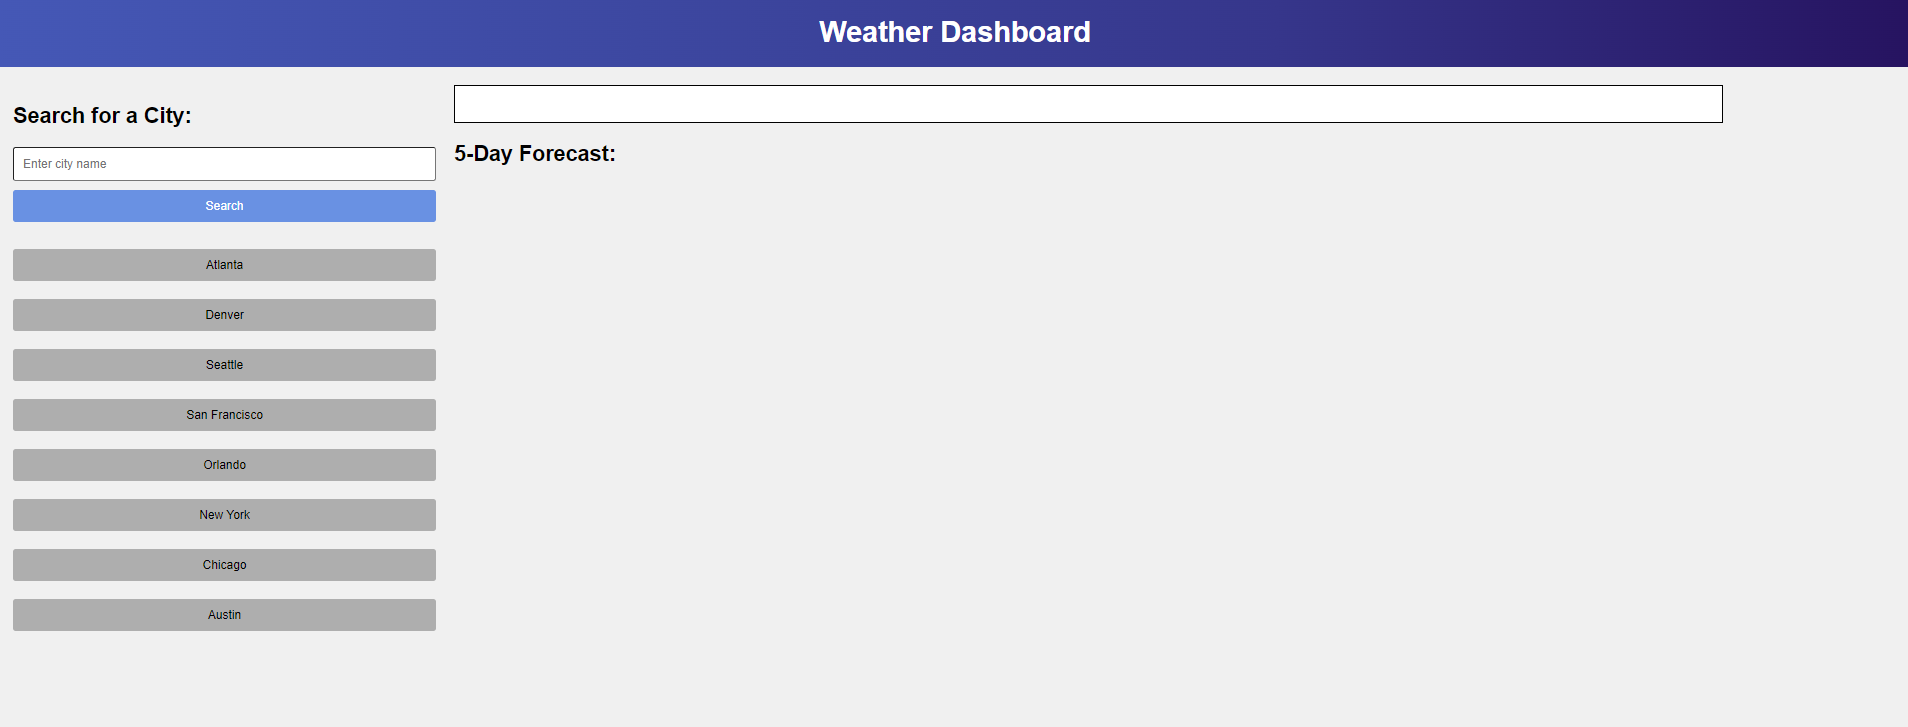 Weather Dashboard
Search for a City:
Enter city name
Search
Atlanta
Denver
Seattle
San Francisco
Orlando
New York
Chicago
Austin
5-Day Forecast: